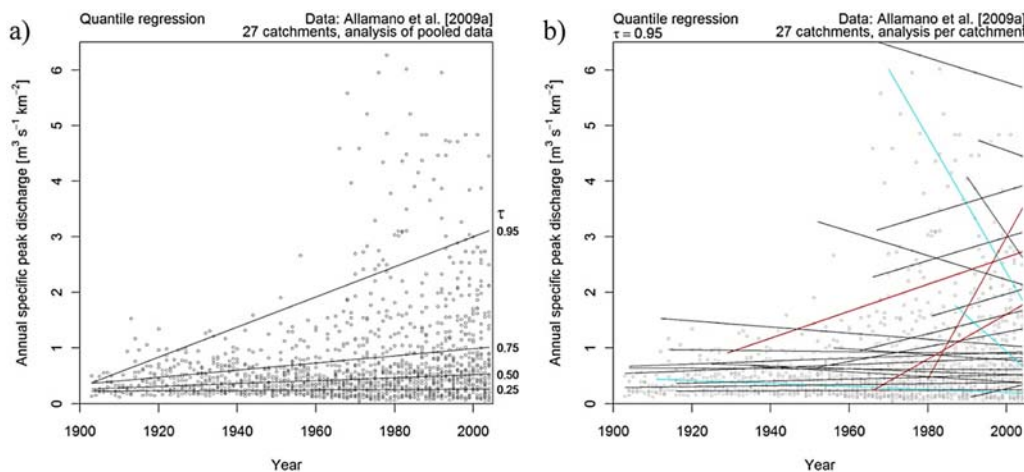 a)
Quantile regression
Data: Allamano et al. [2009a]
27 catchments, analysis of pooled data
Annual specific peak discharge [m³ s⁻¹ km⁻²]
6
5
4
3
2
1
0
τ
0.95
0.75
0.50
0.25
1900 1920 1940 1960 1980 2000
Year
b)
Quantile regression
τ = 0.95
Data: Allamano et al. [2009a]
27 catchments, analysis per catchment
Annual specific peak discharge [m³ s⁻¹ km⁻²]
6
5
4
3
2
1
0
1900 1920 1940 1960 1980 2000
Year